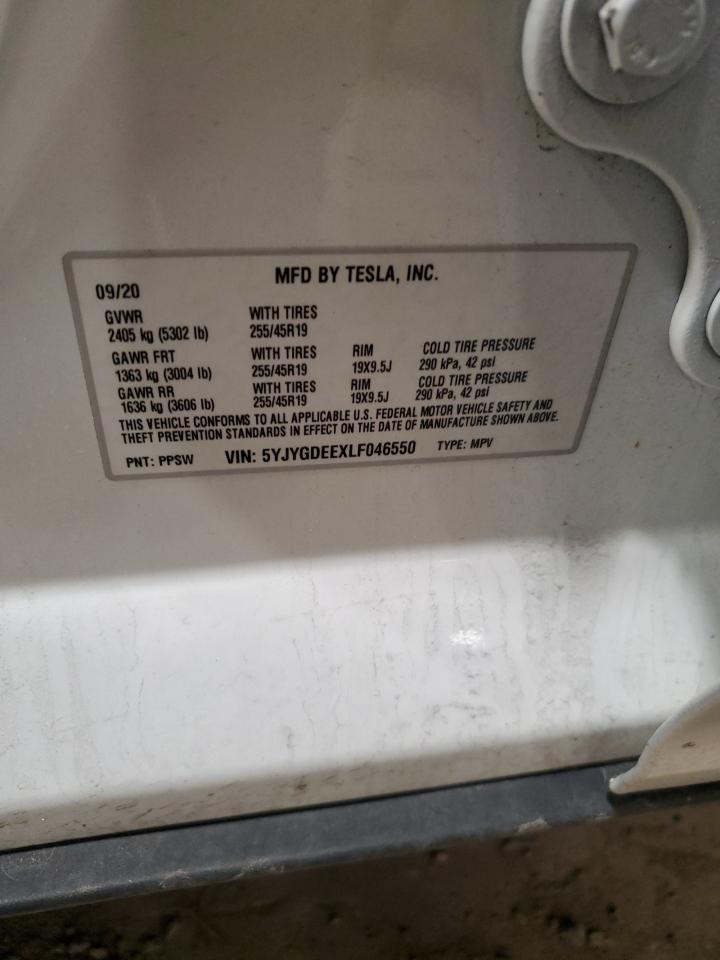 MFD BY TESLA, INC.
09/20
GVWR WITH TIRES
2405 kg (5302 lb) 255/45R19
GAWR FRT WITH TIRES RIM COLD TIRE PRESSURE
1363 kg (3004 lb) 255/45R19 19X9.5J 290 kPa, 42 psi
GAWR RR WITH TIRES RIM COLD TIRE PRESSURE
1636 kg (3606 lb) 255/45R19 19X9.5J 290 kPa, 42 psi
THIS VEHICLE CONFORMS TO ALL APPLICABLE U.S. FEDERAL MOTOR VEHICLE SAFETY AND
THEFT PREVENTION STANDARDS IN EFFECT ON THE DATE OF MANUFACTURE SHOWN ABOVE.
PNT: PPSW VIN: 5YJYGDEEXLF046550 TYPE: MPV